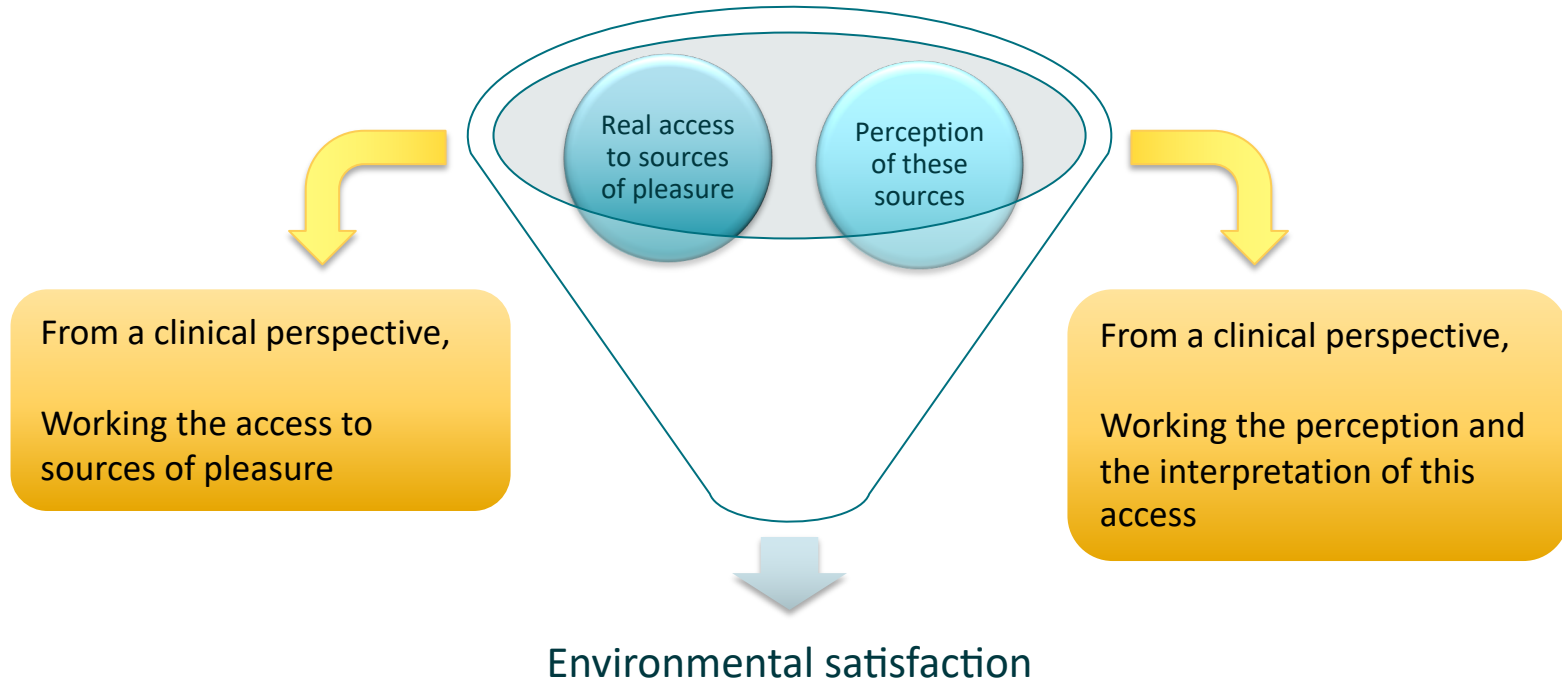 Real access
to sources
of pleasure
Perception
of these
sources
From a clinical perspective,
Working the access to
sources of pleasure
From a clinical perspective,
Working the perception and
the interpretation of this
access
Environmental satisfaction